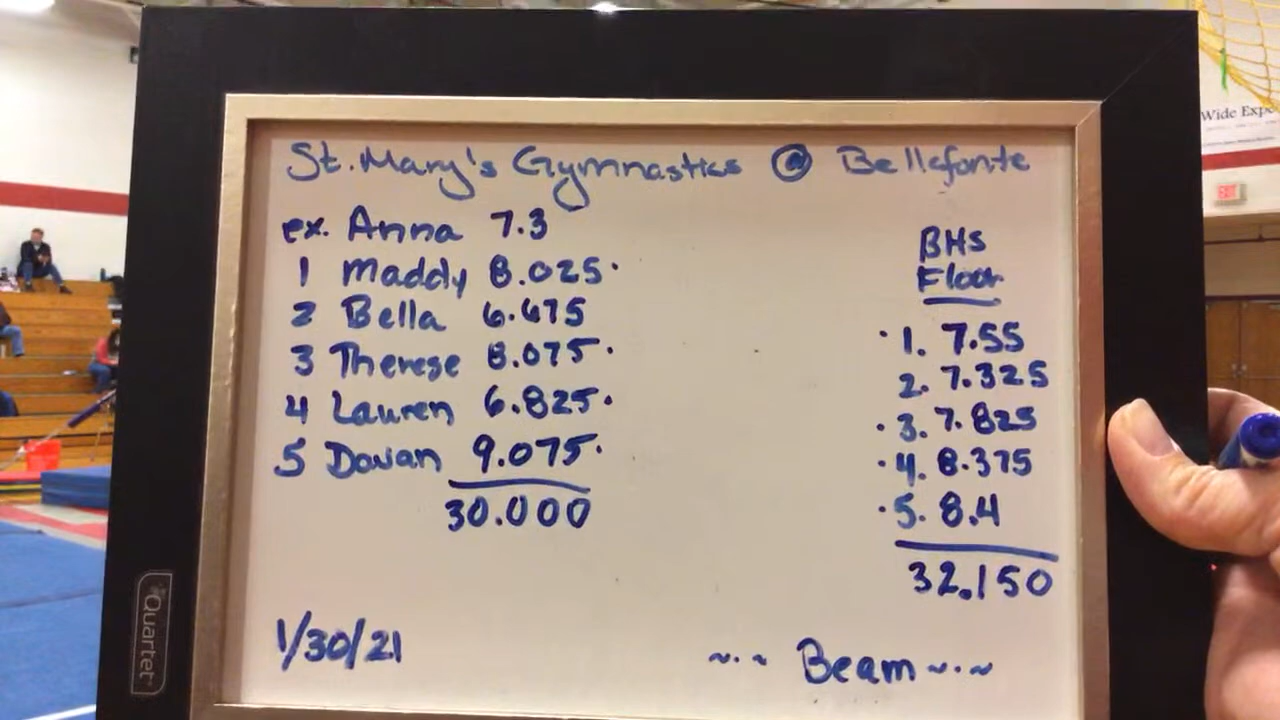 St. Mary's Gymnastics @ Bellefonte
ex. Anna 7.3
1 Maddy 8.025.
2 Bella 6.675
3 Therese 8.075.
4 Lauren 6.825.
5 Dovan 9.075.
30.000
BHS
Floor
. 1. 7.55
2. 7.325
. 3. 7.825
. 4. 8.375
. 5. 8.4
32.150
1/30/21
~.~ Beam ~.~
Quartet
Wide Expe
EXIT